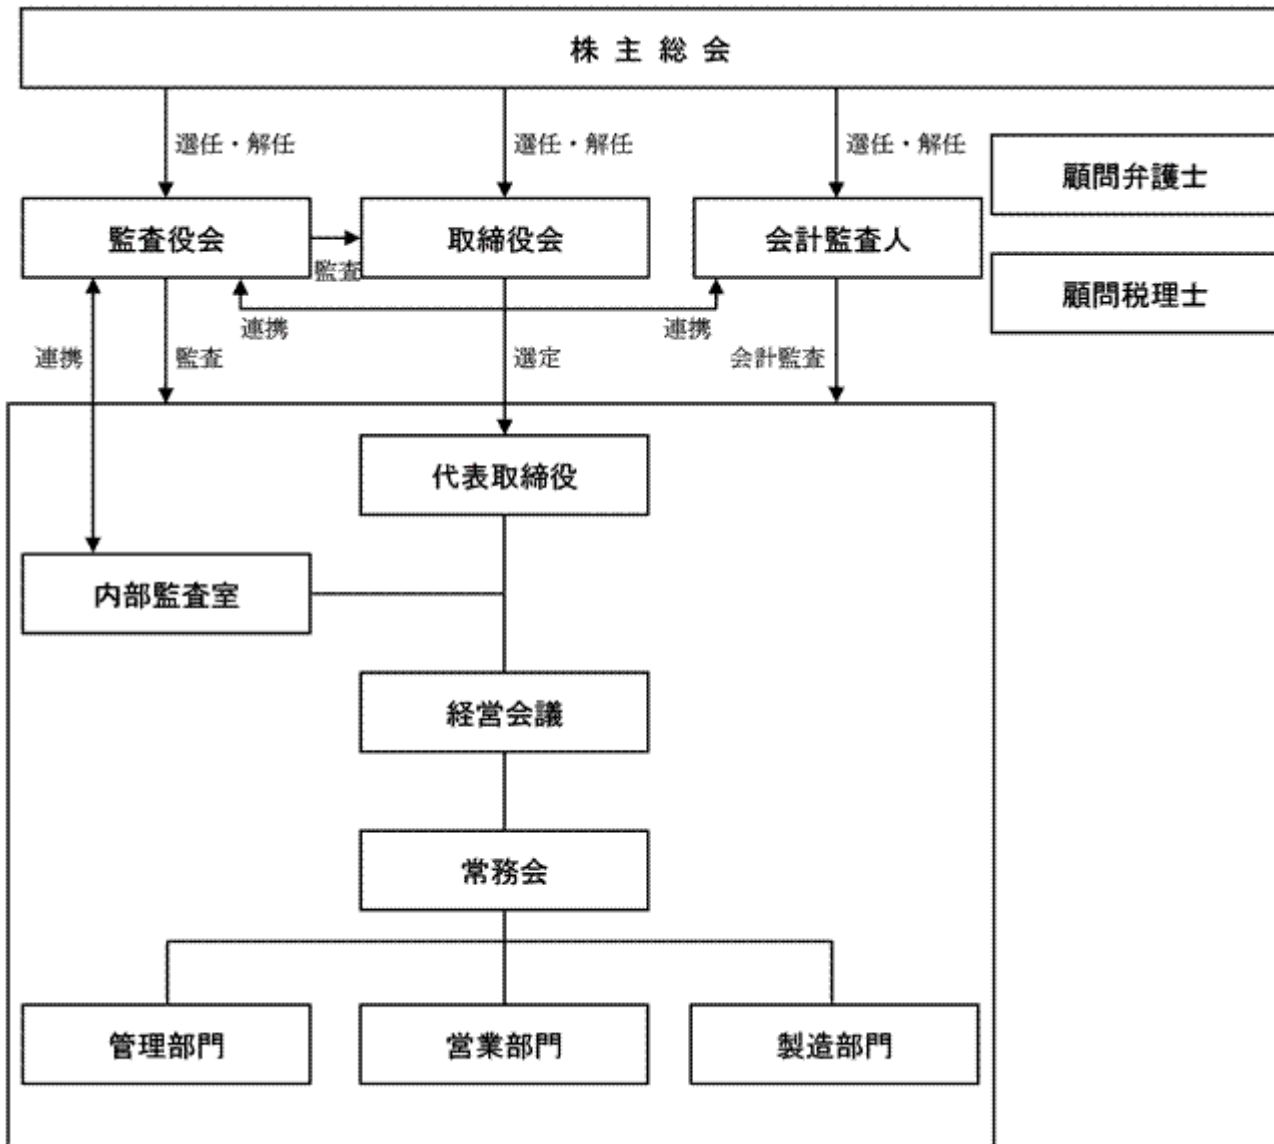 株 主 総 会
選任・解任
選任・解任
選任・解任
顧問弁護士
監査役会
取締役会
会計監査人
監査
顧問税理士
連携
連携
連携
監査
選定
会計監査
代表取締役
内部監査室
経営会議
常務会
管理部門
営業部門
製造部門